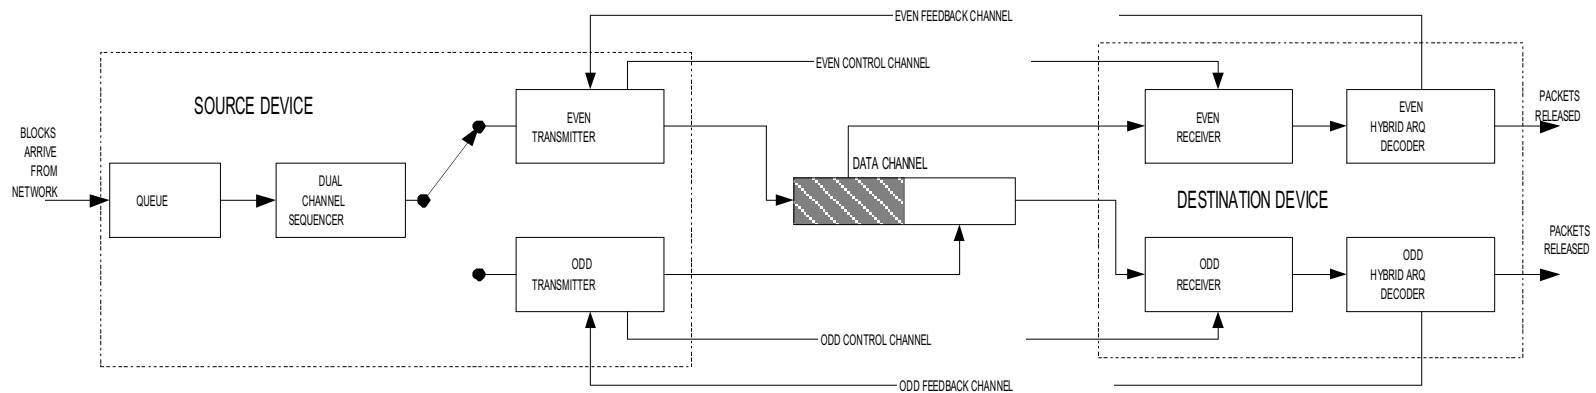 EVEN FEEDBACK CHANNEL
EVEN CONTROL CHANNEL
SOURCE DEVICE
BLOCKS
ARRIVE
FROM
NETWORK
QUEUE
DUAL
CHANNEL
SEQUENCER
EVEN
TRANSMITTER
ODD
TRANSMITTER
DATA CHANNEL
EVEN
RECEIVER
EVEN
HYBRID ARQ
DECODER
PACKETS
RELEASED
DESTINATION DEVICE
ODD
RECEIVER
ODD
HYBRID ARQ
DECODER
PACKETS
RELEASED
ODD CONTROL CHANNEL
ODD FEEDBACK CHANNEL